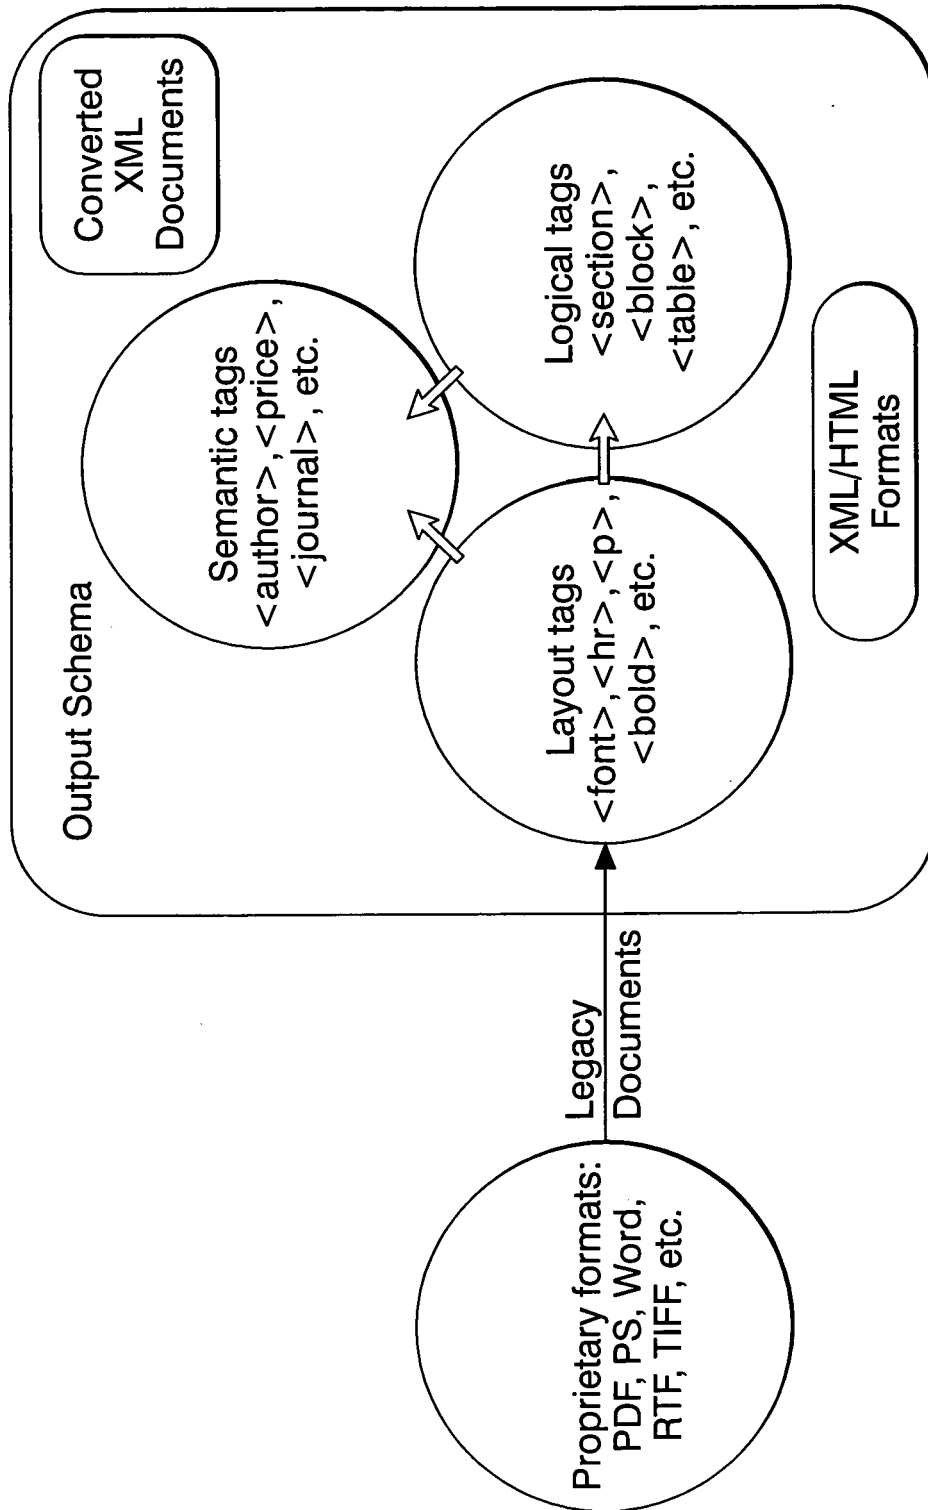 Output Schema
Converted
XML
Documents
Semantic tags
<author>,<price>,
<journal>, etc.
Proprietary formats:
PDF, PS, Word,
RTF, TIFF, etc.
Legacy
Documents
Layout tags
<font>,<hr>,<p>,
<bold>, etc.
Logical tags
<section>,
<block>,
<table>, etc.
XML/HTML
Formats